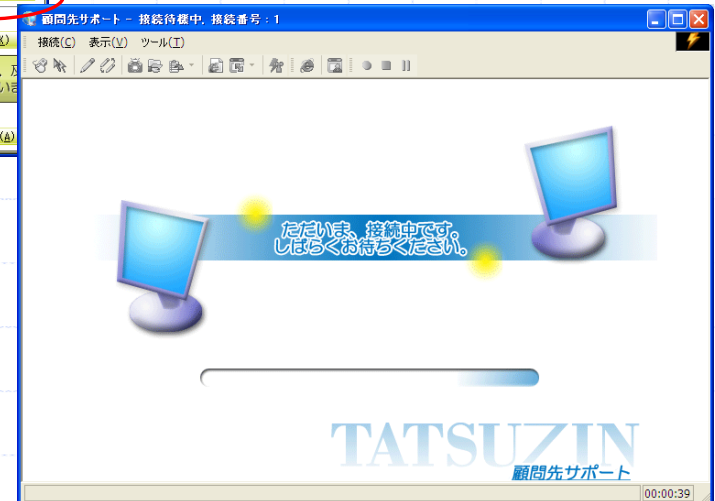 顧問先サポート - 接続待機中, 接続番号 : 1
接続(C) 表示(V) ツール(T)
ただいま、接続中です。
しばらくお待ちください。
TATSUZIN
顧問先サポート
00:00:39
(A)